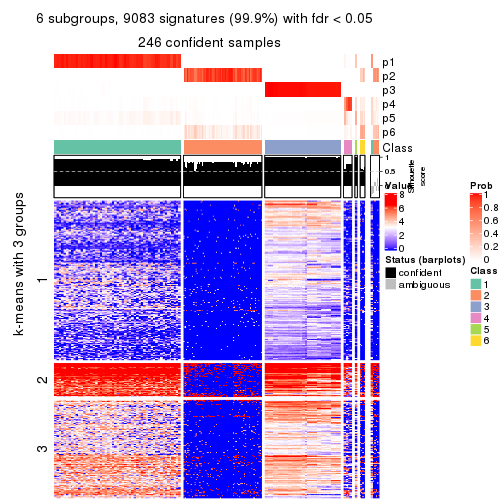 6 subgroups, 9083 signatures (99.9%) with fdr < 0.05
246 confident samples
p1
p2
p3
p4
p5
p6
Class
1
0.5
0
Silhouette
score
k-means with 3 groups
1
2
3
Value
8
6
4
2
0
Status (barplots)
confident
ambiguous
Prob
1
0.8
0.6
0.4
0.2
0
Class
1
2
3
4
5
6